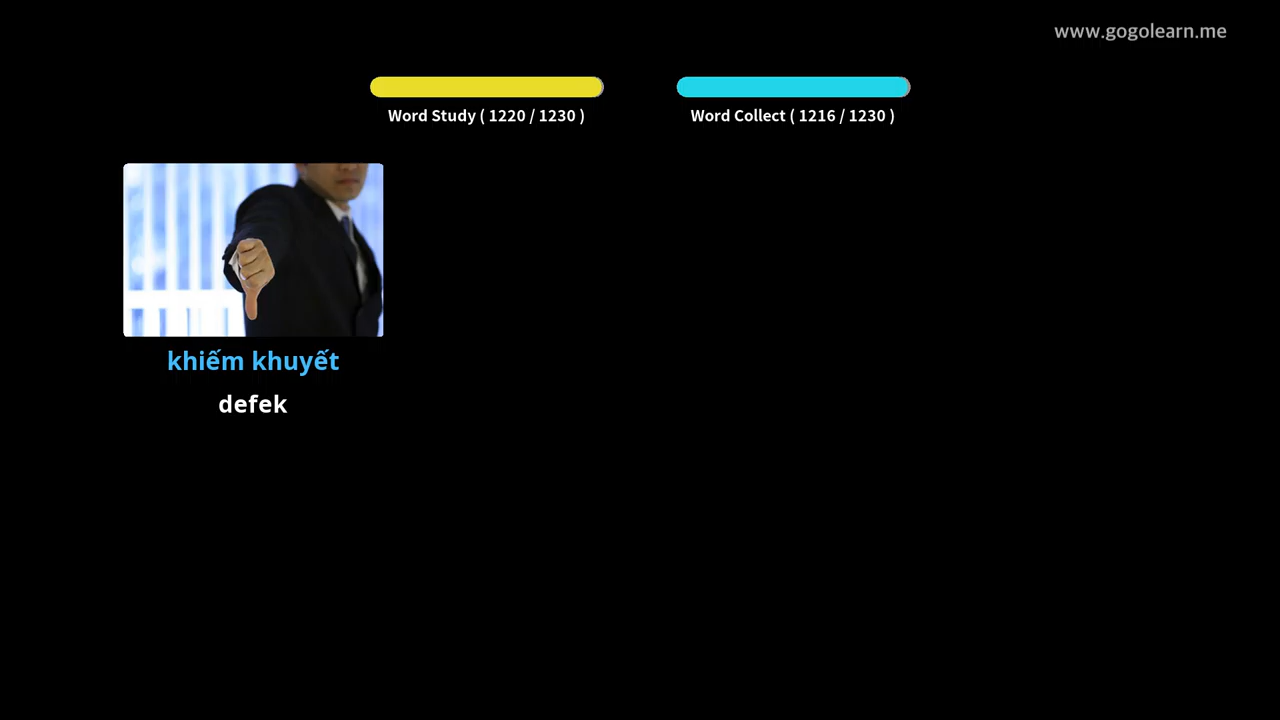 www.gogolearn.me
Word Study ( 1220 / 1230 )
Word Collect ( 1216 / 1230 )
khiếm khuyết
defek